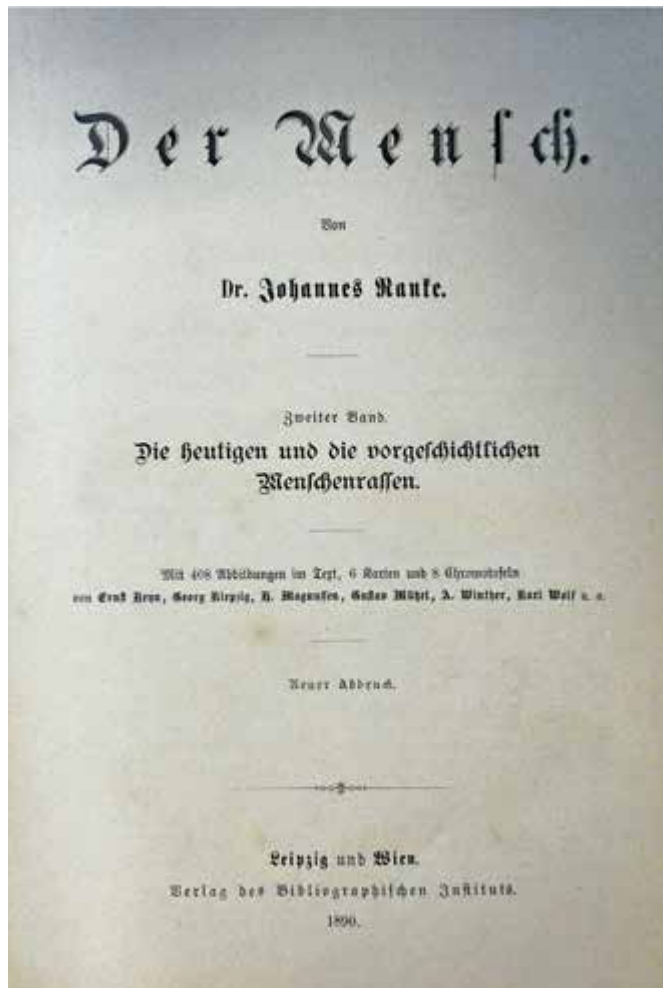 Der Mensch.
Von
Dr. Johannes Ranke.
Zweiter Band.
Die heutigen und die vorgeschichtlichen
Menschenrassen.
Mit 408 Abbildungen im Text, 6 Karten und 8 Chromotafeln
von Ernst Heyn, Georg Klepzig, H. Magnussen, Gustav Mützel, A. Winther, Karl Wolf u. a.
Neuer Abdruck.
Leipzig und Wien.
Verlag des Bibliographischen Instituts.
1890.